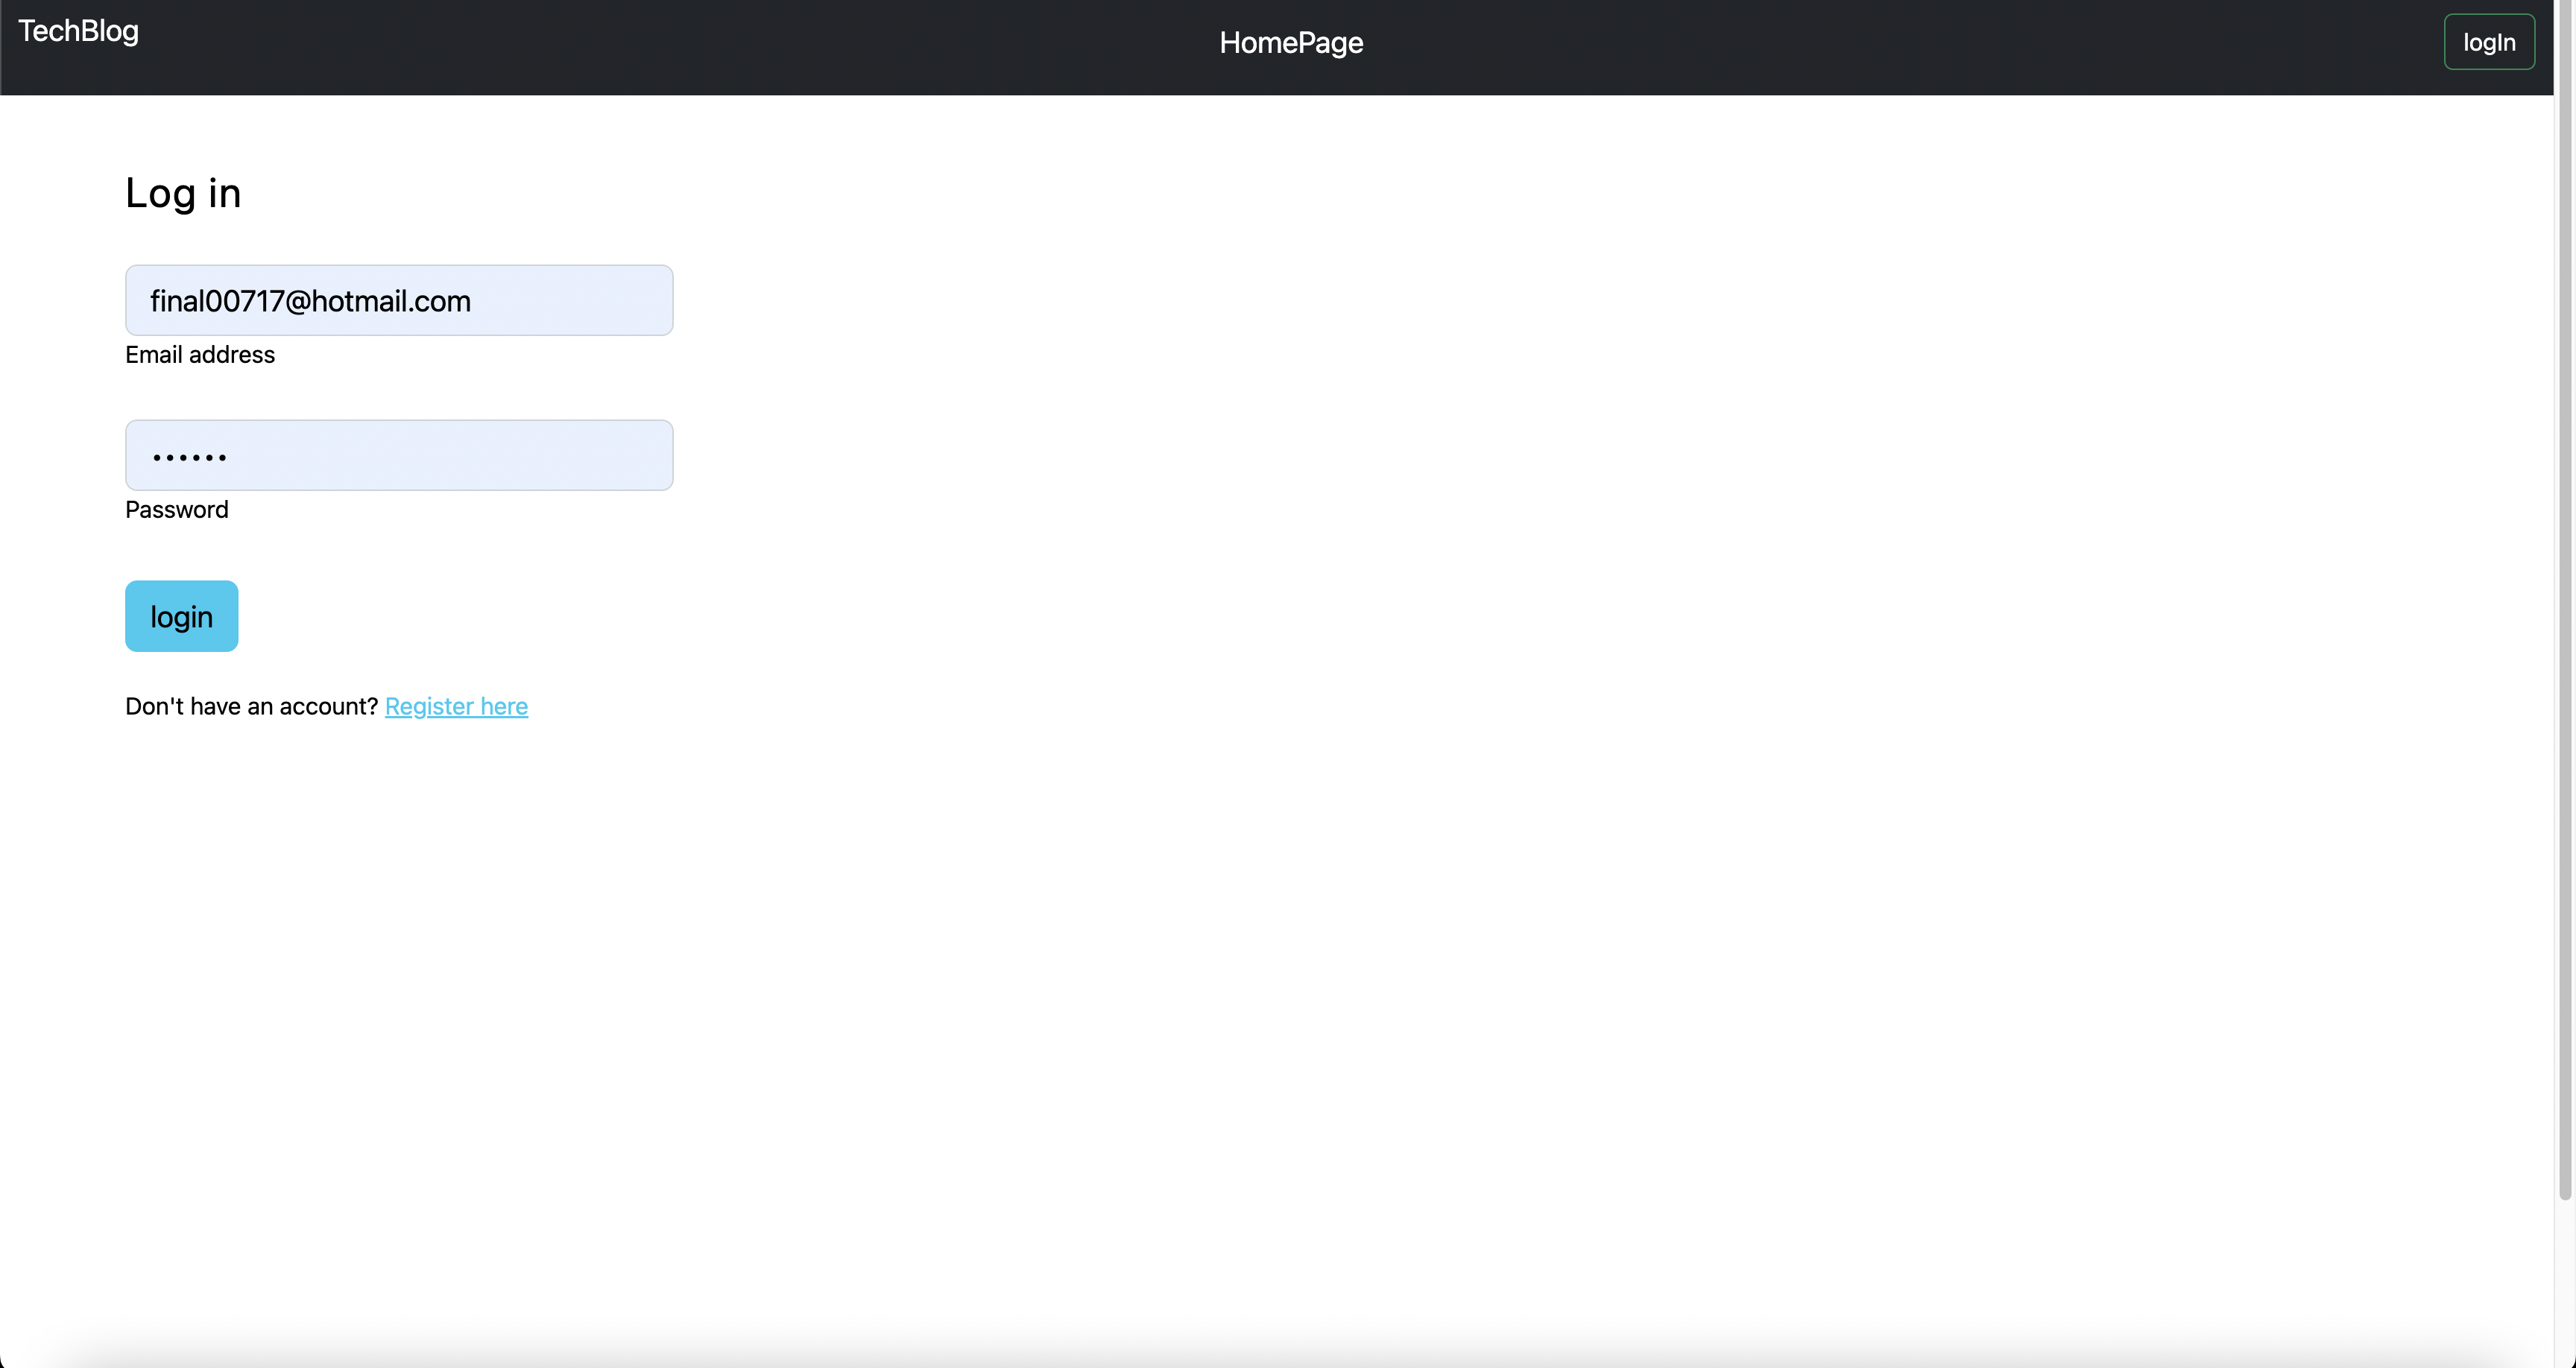 TechBlog
HomePage
logIn
Log in
final00717@hotmail.com
Email address
••••••
Password
login
Don't have an account? Register here